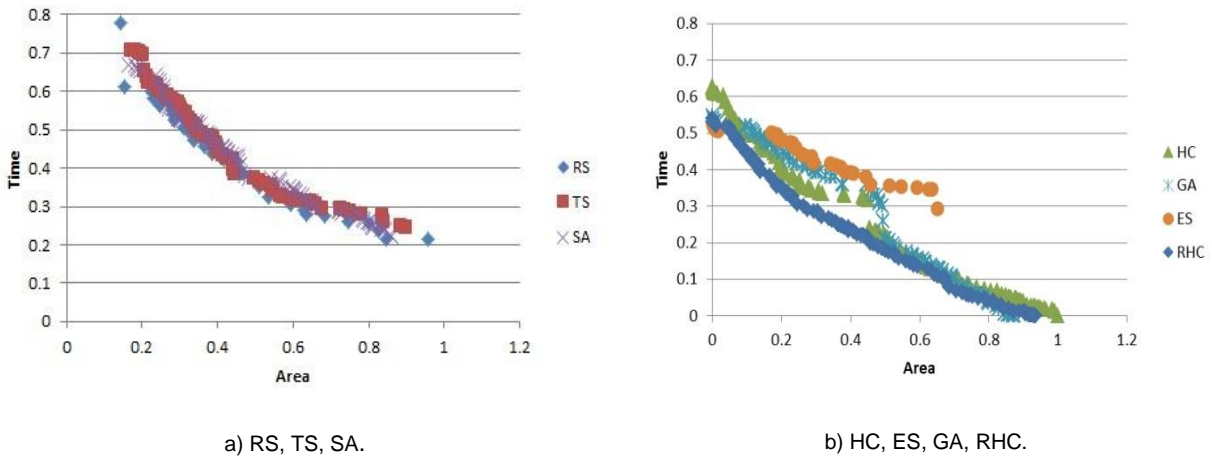 0.8
0.7
0.6
0.5
0.4
0.3
0.2
0.1
0
Time
0 0.2 0.4 0.6 0.8 1 1.2
Area
RS
TS
SA
0.8
0.7
0.6
0.5
0.4
0.3
0.2
0.1
0
Time
0 0.2 0.4 0.6 0.8 1 1.2
Area
HC
GA
ES
RHC
a) RS, TS, SA.
b) HC, ES, GA, RHC.